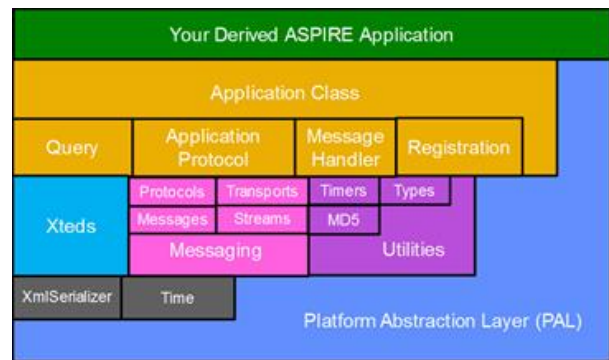 Your Derived ASPIRE Application
Application Class
Query
Application
Protocol
Message
Handler
Registration
Xteds
Protocols
Transports
Timers
Types
Messages
Streams
MD5
Messaging
Utilities
XmlSerializer
Time
Platform Abstraction Layer (PAL)